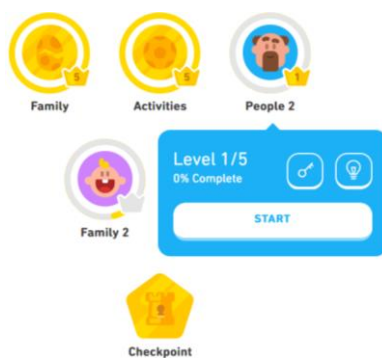 5
5
1
Family
Activities
People 2
Level 1/5
0% Complete
START
Family 2
Checkpoint